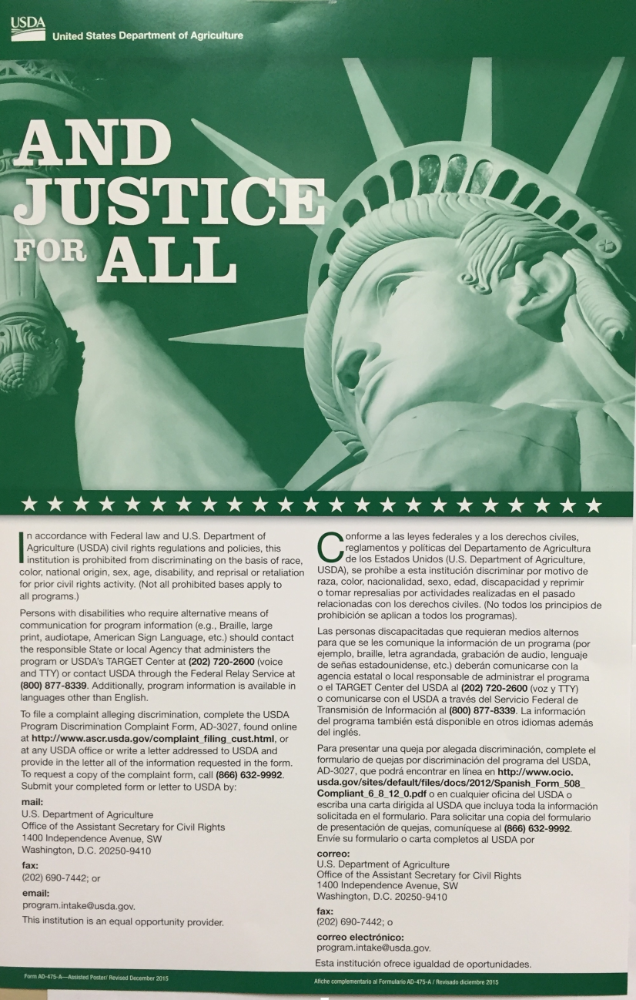 USDA
United States Department of Agriculture
AND
JUSTICE
FOR ALL
In accordance with Federal law and U.S. Department of
Agriculture (USDA) civil rights regulations and policies, this
institution is prohibited from discriminating on the basis of race,
color, national origin, sex, age, disability, and reprisal or retaliation
for prior civil rights activity. (Not all prohibited bases apply to
all programs.)
Persons with disabilities who require alternative means of
communication for program information (e.g., Braille, large
print, audiotape, American Sign Language, etc.) should contact
the responsible State or local Agency that administers the
program or USDA's TARGET Center at (202) 720-2600 (voice
and TTY) or contact USDA through the Federal Relay Service at
(800) 877-8339. Additionally, program information is available in
languages other than English.
To file a complaint alleging discrimination, complete the USDA
Program Discrimination Complaint Form, AD-3027, found online
at http://www.ascr.usda.gov/complaint_filing_cust.html, or
at any USDA office or write a letter addressed to USDA and
provide in the letter all of the information requested in the form.
To request a copy of the complaint form, call (866) 632-9992.
Submit your completed form or letter to USDA by:
mail:
U.S. Department of Agriculture
Office of the Assistant Secretary for Civil Rights
1400 Independence Avenue, SW
Washington, D.C. 20250-9410
fax:
(202) 690-7442; or
email:
program.intake@usda.gov.
This institution is an equal opportunity provider.
Conforme a las leyes federales y a los derechos civiles,
reglamentos y políticas del Departamento de Agricultura
de los Estados Unidos (U.S. Department of Agriculture,
USDA), se prohíbe a esta institución discriminar por motivo de
raza, color, nacionalidad, sexo, edad, discapacidad y reprimir
o tomar represalias por actividades realizadas en el pasado
relacionadas con los derechos civiles. (No todos los principios de
prohibición se aplican a todos los programas).
Las personas discapacitadas que requieran medios alternos
para que se les comunique la información de un programa (por
ejemplo, braille, letra agrandada, grabación de audio, lenguaje
de señas estadounidense, etc.) deberán comunicarse con la
agencia estatal o local responsable de administrar el programa
o el TARGET Center del USDA al (202) 720-2600 (voz y TTY)
o comunicarse con el USDA a través del Servicio Federal de
Transmisión de Información al (800) 877-8339. La información
del programa también está disponible en otros idiomas además
del inglés.
Para presentar una queja por alegada discriminación, complete el
formulario de quejas por discriminación del programa del USDA,
AD-3027, que podrá encontrar en línea en http://www.ocio.
usda.gov/sites/default/files/docs/2012/Spanish_Form_508_
Compliant_6_8_12_0.pdf o en cualquier oficina del USDA o
escriba una carta dirigida al USDA que incluya toda la información
solicitada en el formulario. Para solicitar una copia del formulario
de presentación de quejas, comuníquese al (866) 632-9992.
Envíe su formulario o carta completos al USDA por
correo:
U.S. Department of Agriculture
Office of the Assistant Secretary for Civil Rights
1400 Independence Avenue, SW
Washington, D.C. 20250-9410
fax:
(202) 690-7442; o
correo electrónico:
program.intake@usda.gov.
Esta institución ofrece igualdad de oportunidades.
Form AD-475-A—Assisted Poster/ Revised December 2015
Afiche complementario al Formulario AD-475-A / Revisado diciembre 2015